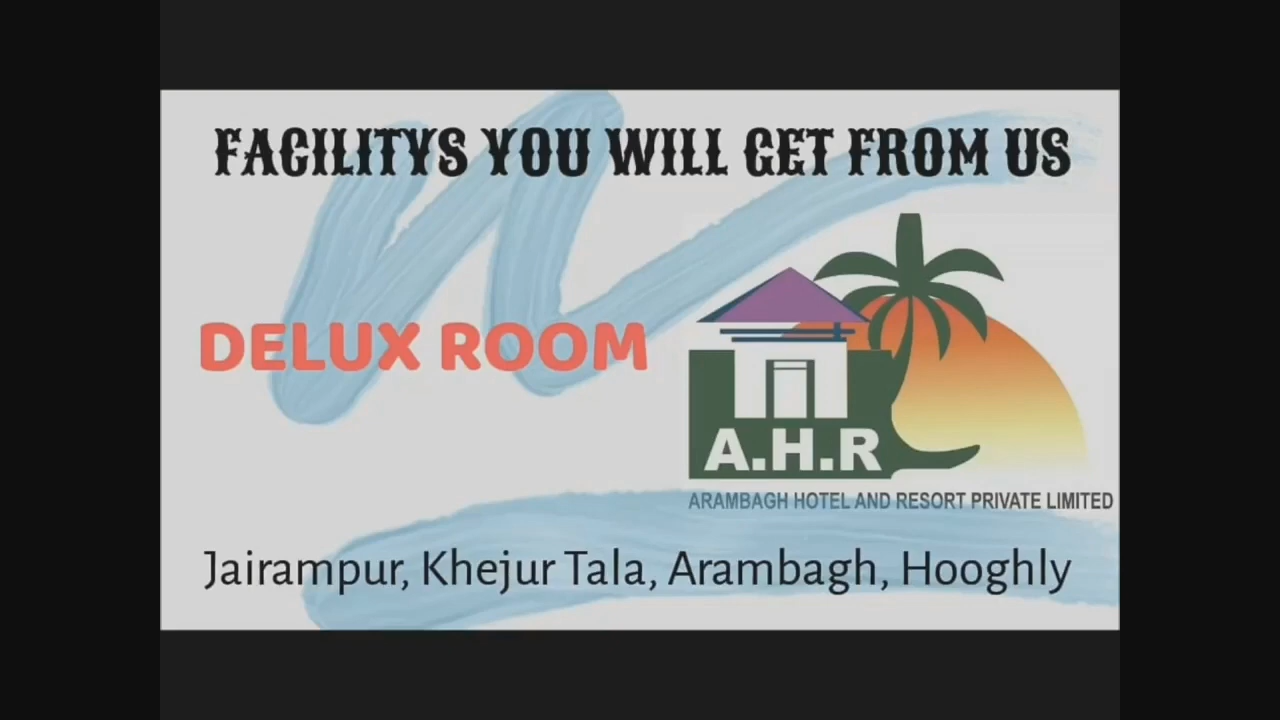 FACILITYS YOU WILL GET FROM US
DELUX ROOM
A.H.R
ARAMBAGH HOTEL AND RESORT PRIVATE LIMITED
Jairampur, Khejur Tala, Arambagh, Hooghly